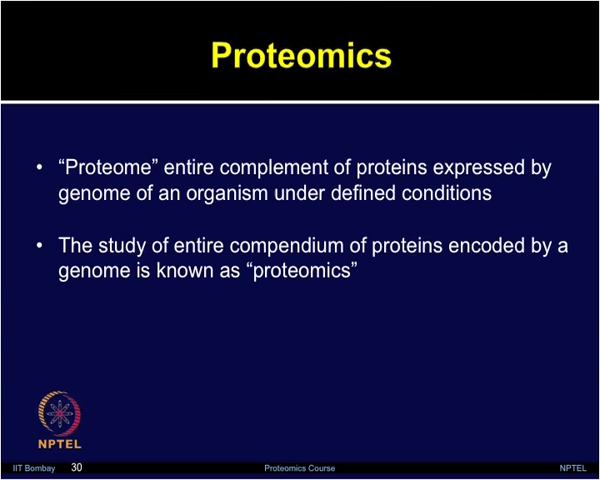 Proteomics
• “Proteome” entire complement of proteins expressed by
genome of an organism under defined conditions
• The study of entire compendium of proteins encoded by a
genome is known as “proteomics”
NPTEL
IIT Bombay 30 Proteomics Course NPTEL